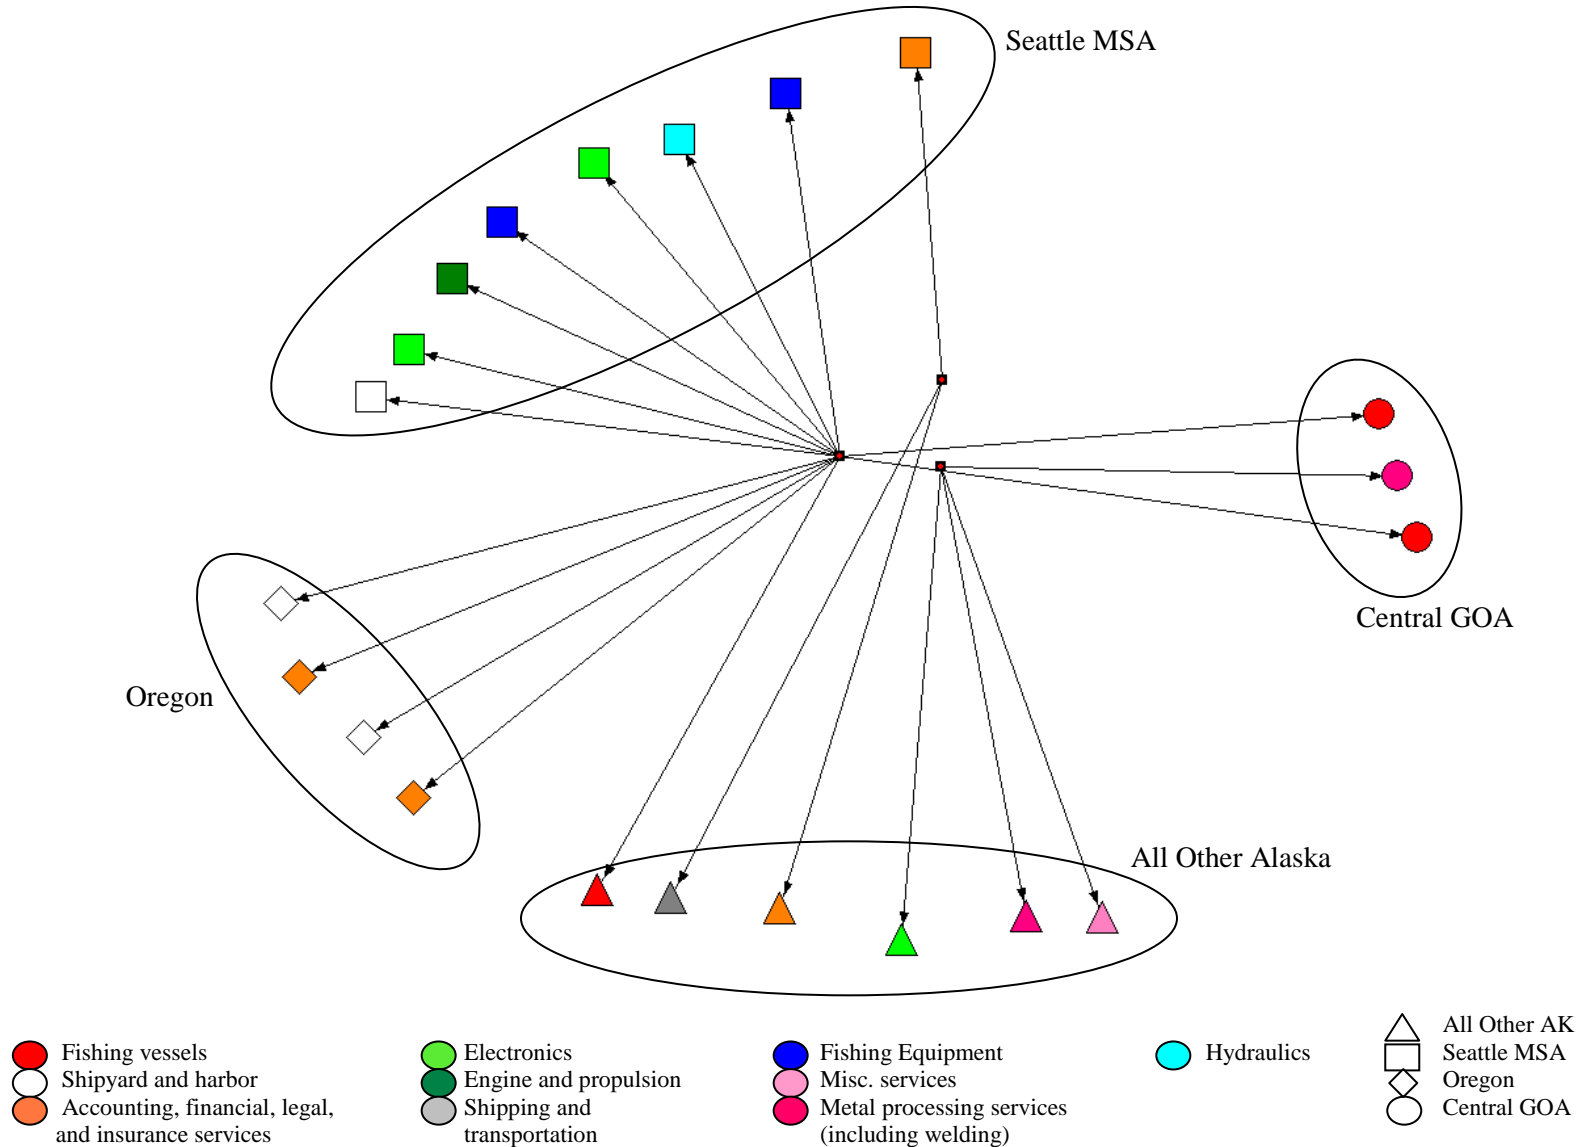 Seattle MSA
Central GOA
Oregon
All Other Alaska
Fishing vessels
Shipyard and harbor
Accounting, financial, legal,
and insurance services
Electronics
Engine and propulsion
Shipping and
transportation
Fishing Equipment
Misc. services
Metal processing services
(including welding)
Hydraulics
All Other AK
Seattle MSA
Oregon
Central GOA